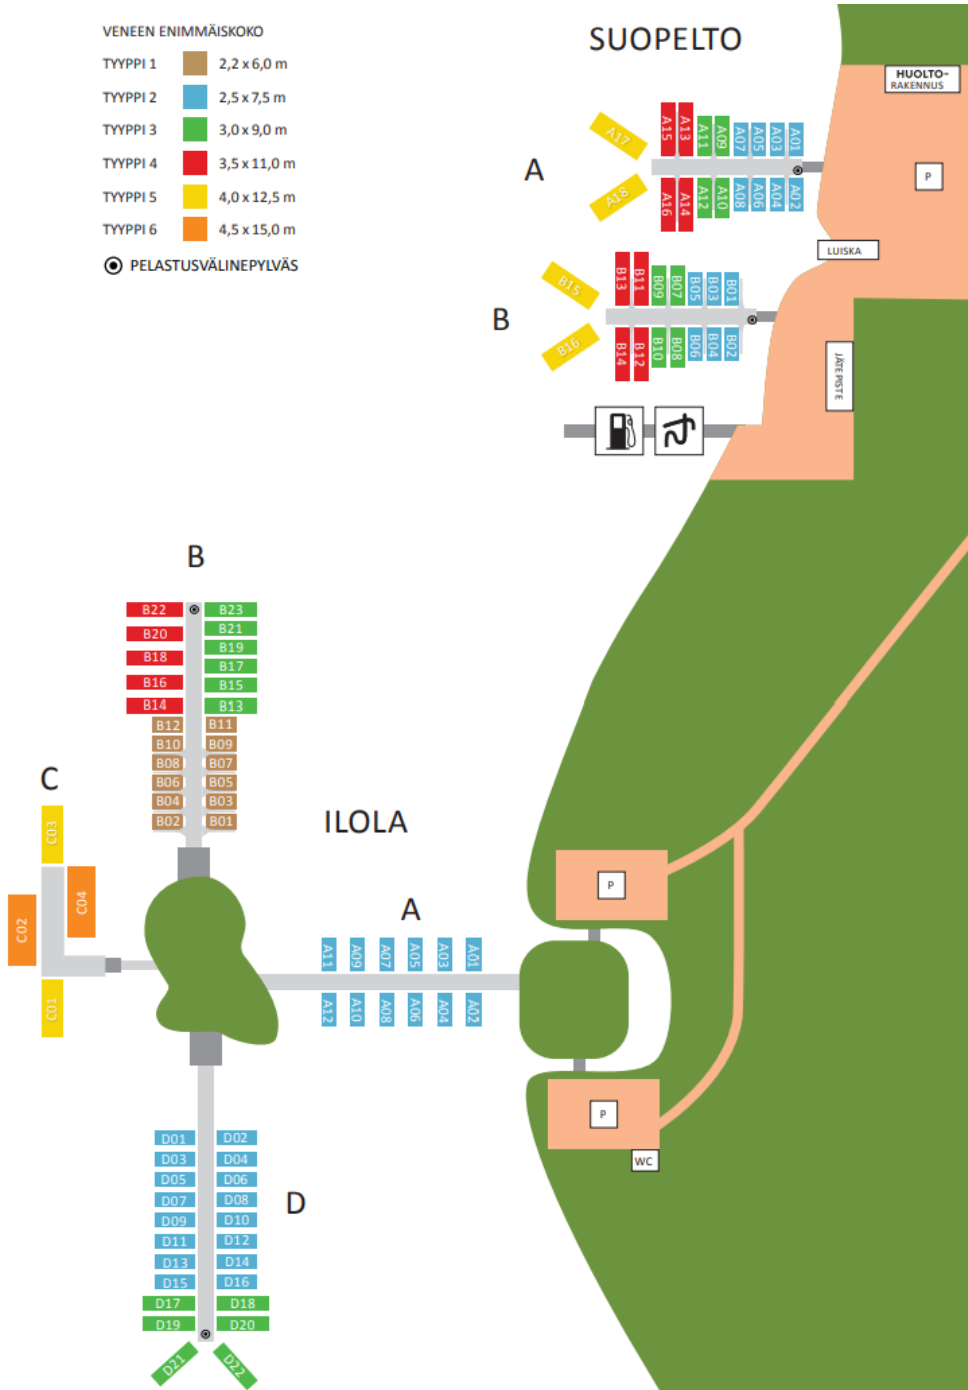 VENEEN ENIMMÄISKOKO
TYYPPI 1 2,2 x 6,0 m
TYYPPI 2 2,5 x 7,5 m
TYYPPI 3 3,0 x 9,0 m
TYYPPI 4 3,5 x 11,0 m
TYYPPI 5 4,0 x 12,5 m
TYYPPI 6 4,5 x 15,0 m
PELASTUSVÄLINEPYLVÄS
SUOPELTO
HUOLTO-
RAKENNUS
P
LUISKA
JÄTEPISTE
A
A17
A15
A13
A11
A09
A07
A05
A03
A01
A18
A16
A14
A12
A10
A08
A06
A04
A02
B
B15
B13
B11
B09
B07
B05
B03
B01
B16
B14
B12
B10
B08
B06
B04
B02
B
B22 B23
B20 B21
B18 B19
B17
B16 B15
B14 B13
B12 B11
B10 B09
B08 B07
B06 B05
B04 B03
B02 B01
C
C03
C04
C02
C01
ILOLA
A
A11
A09
A07
A05
A03
A01
A12
A10
A08
A06
A04
A02
P
P
WC
D
D01 D02
D03 D04
D05 D06
D07 D08
D09 D10
D11 D12
D13 D14
D15 D16
D17 D18
D19 D20
D21 D22